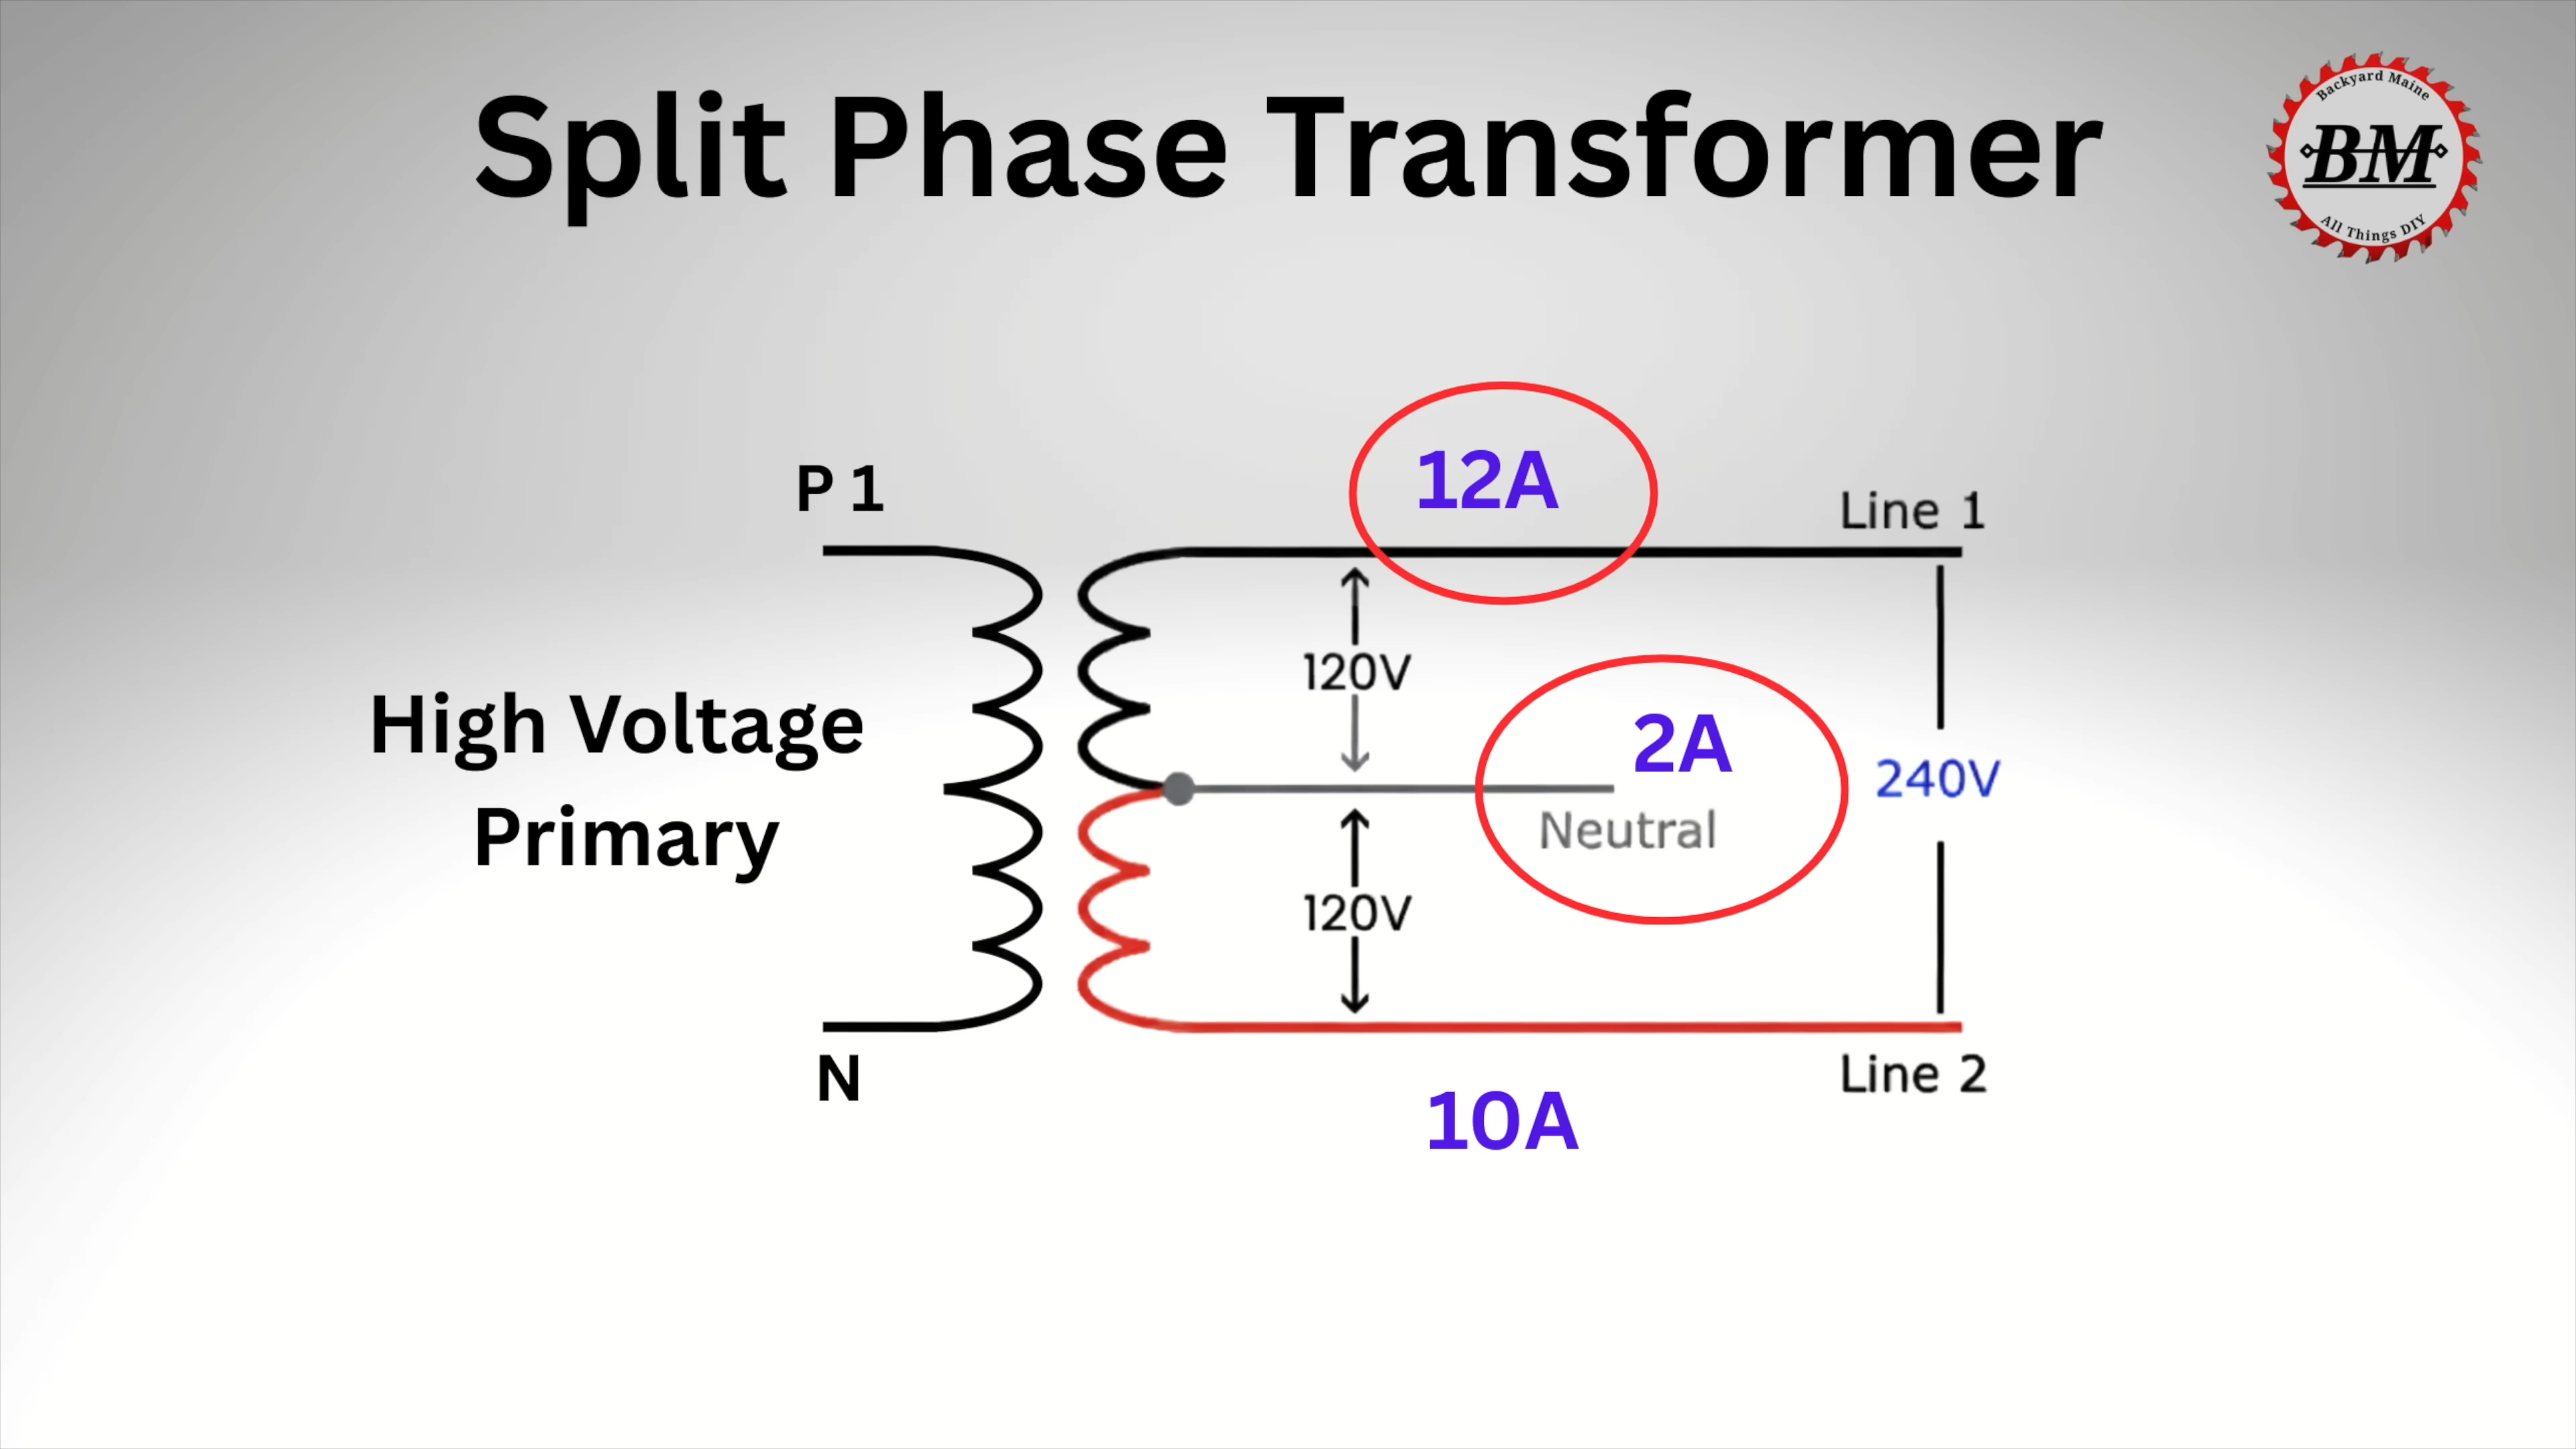 Split Phase Transformer
Backyard Maine
BM
All Things DIY
12A
P 1
Line 1
120V
High Voltage
Primary
2A
240V
Neutral
120V
N
Line 2
10A